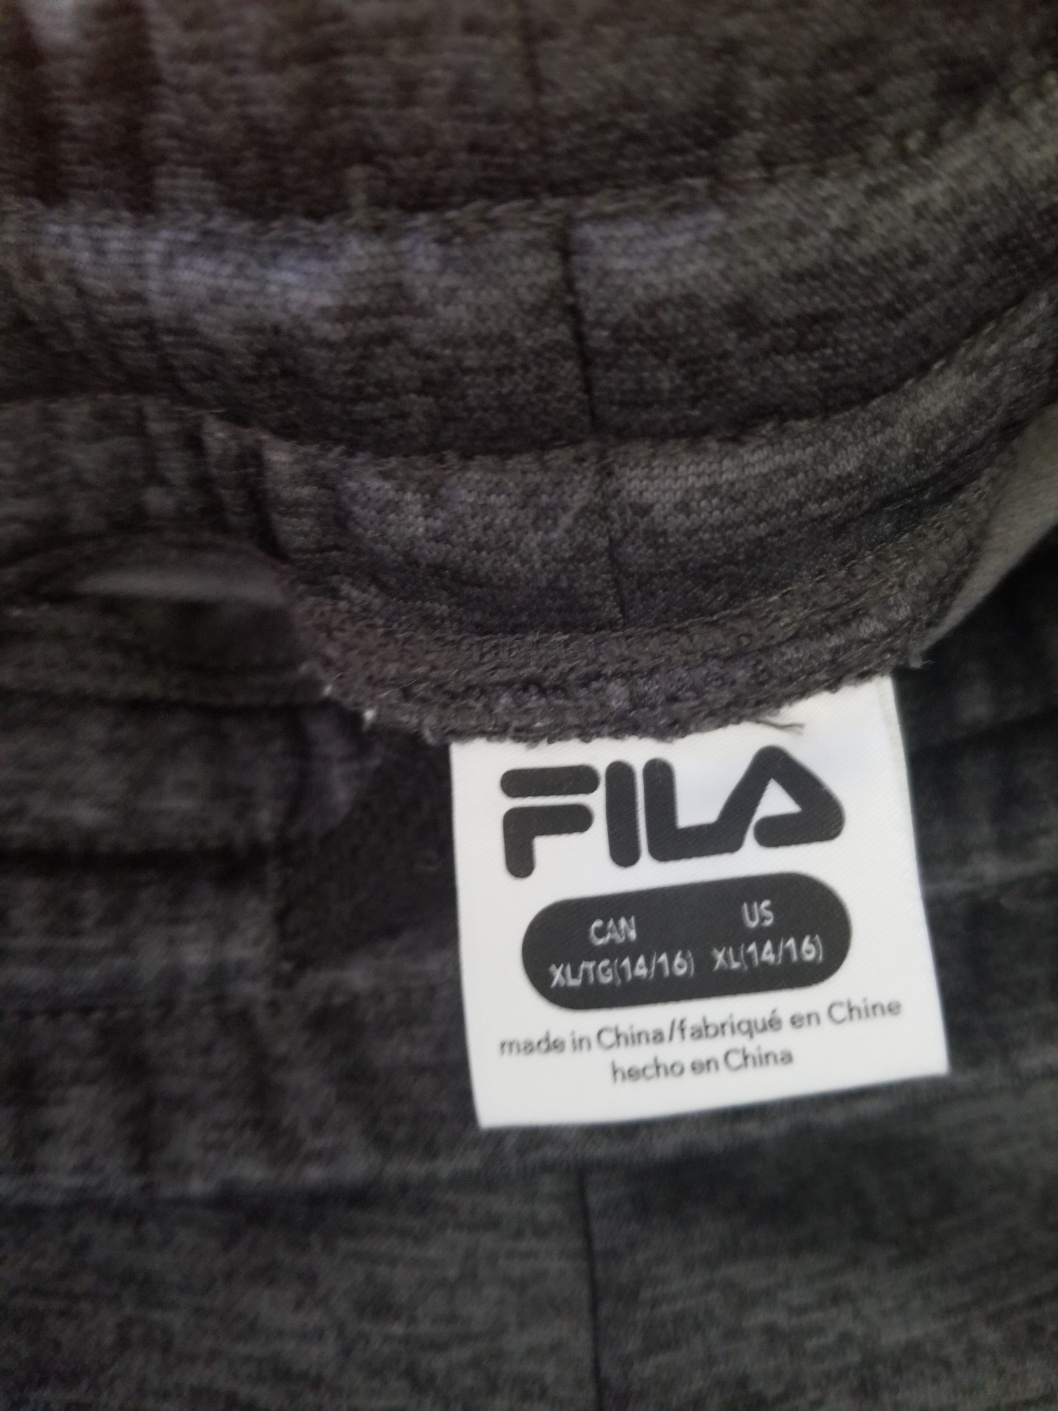 FILA
CAN US
XL/TG(14/16) XL(14/16)
made in China/fabriqué en Chine
hecho en China